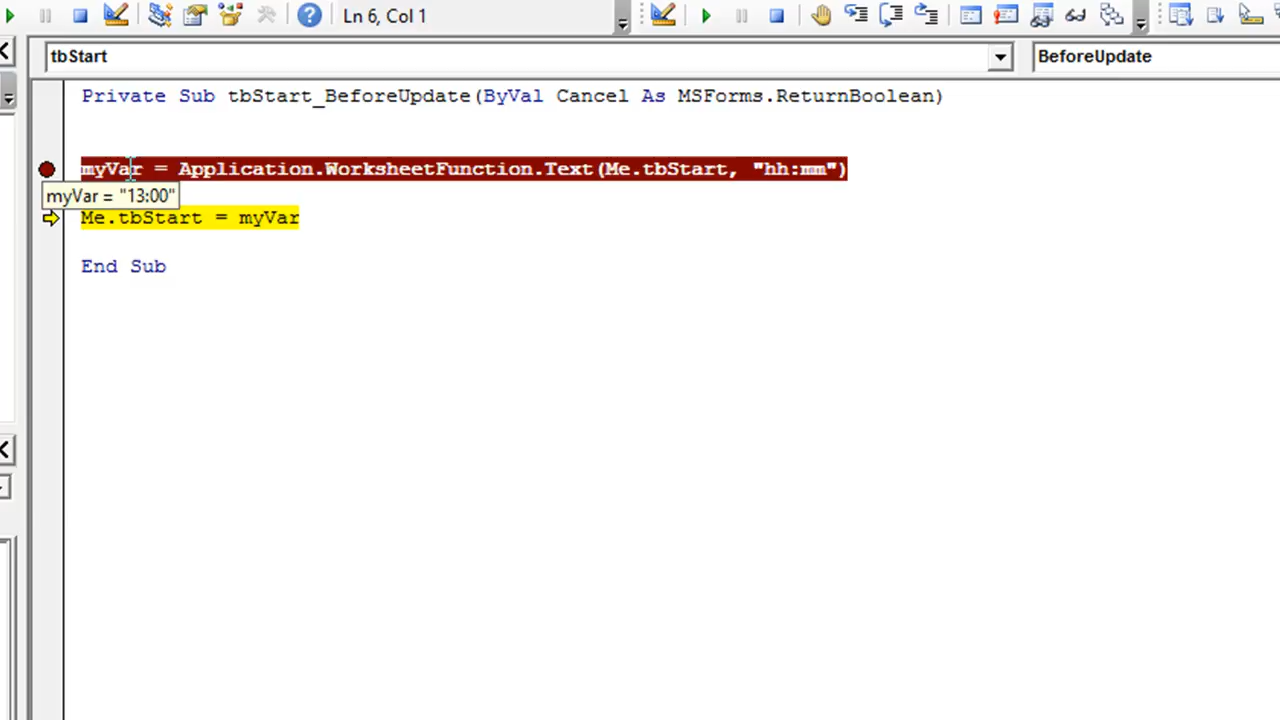 Ln 6, Col 1
tbStart
BeforeUpdate
Private Sub tbStart_BeforeUpdate(ByVal Cancel As MSForms.ReturnBoolean)
myVar = Application.WorksheetFunction.Text(Me.tbStart, "hh:mm")
myVar = "13:00"
Me.tbStart = myVar
End Sub